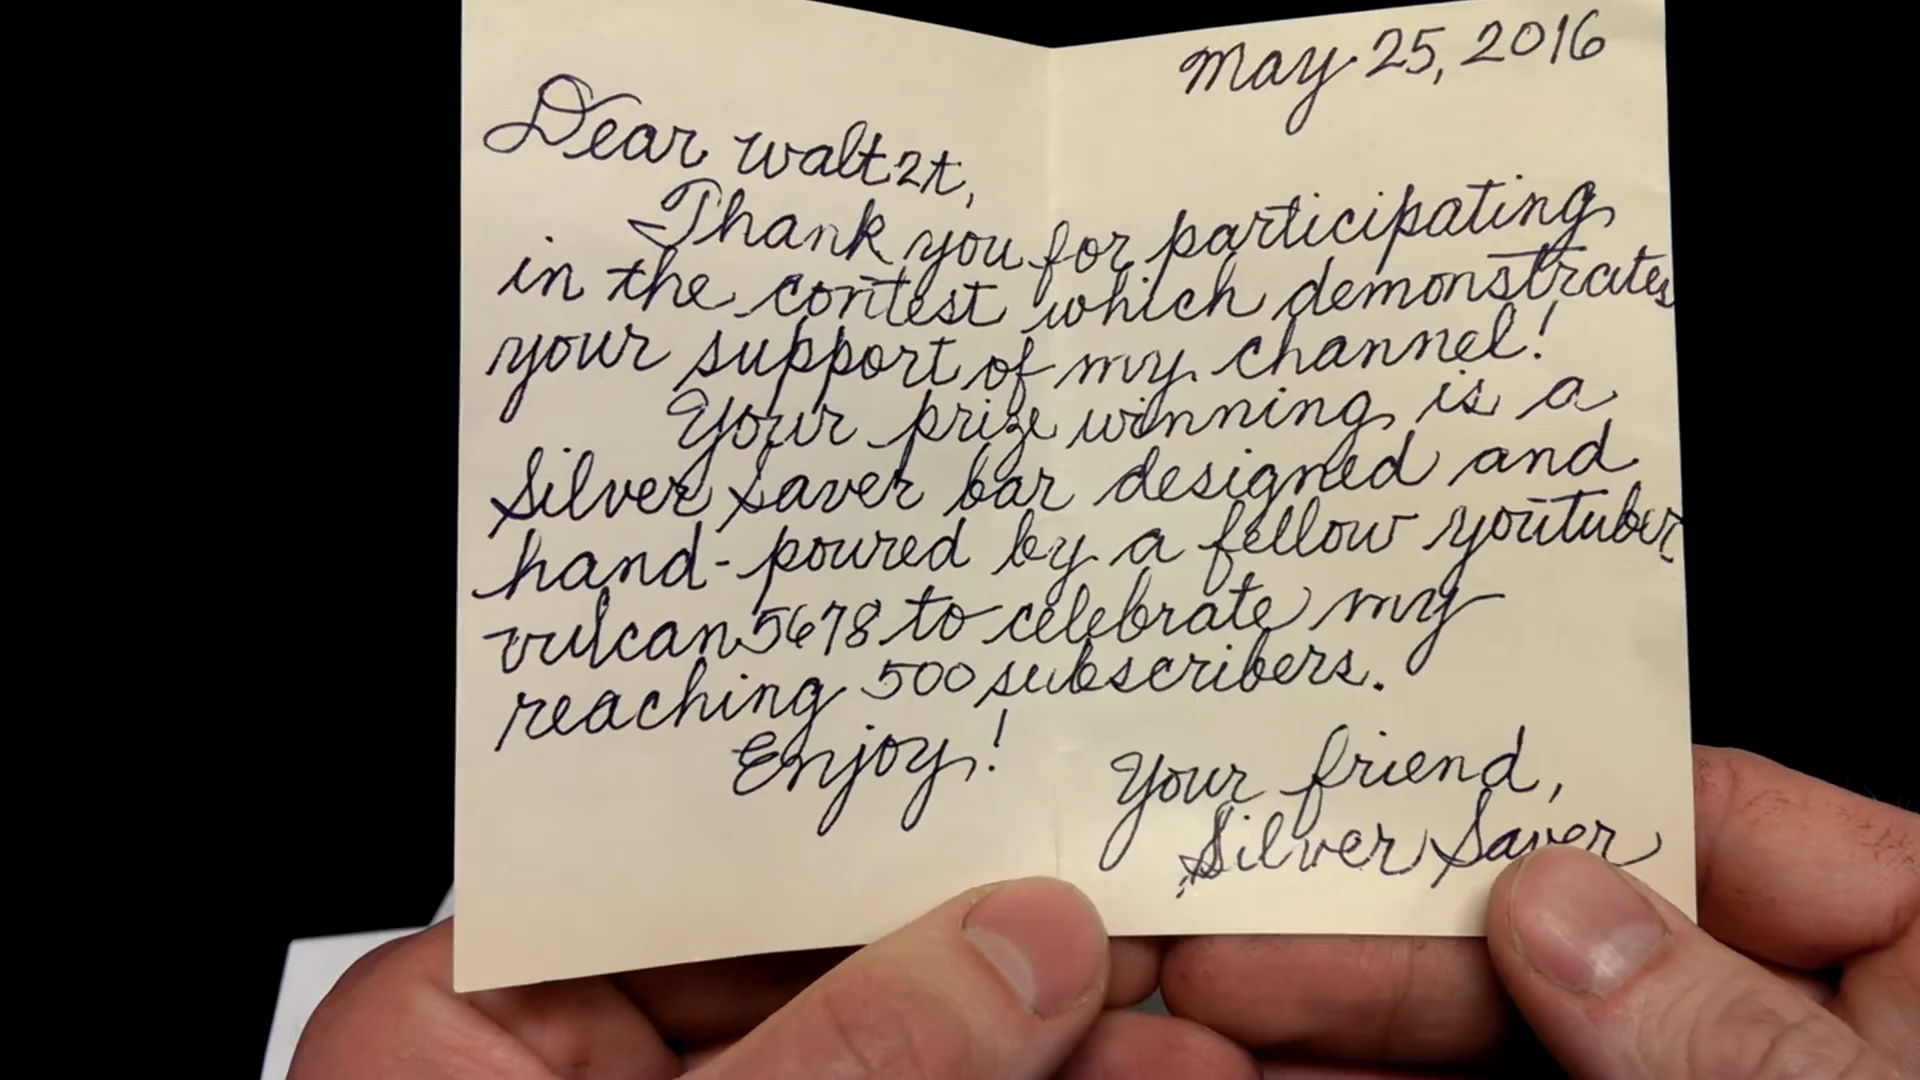 May 25, 2016
Dear Walt2t,
Thank you for participating
in the contest which demonstrates
your support of my channel!
Your prize winning is a
Silver Saver bar designed and
hand-poured by a fellow youtuber
vulcan5678 to celebrate my
reaching 500 subscribers.
Enjoy!
Your friend,
Silver Saver